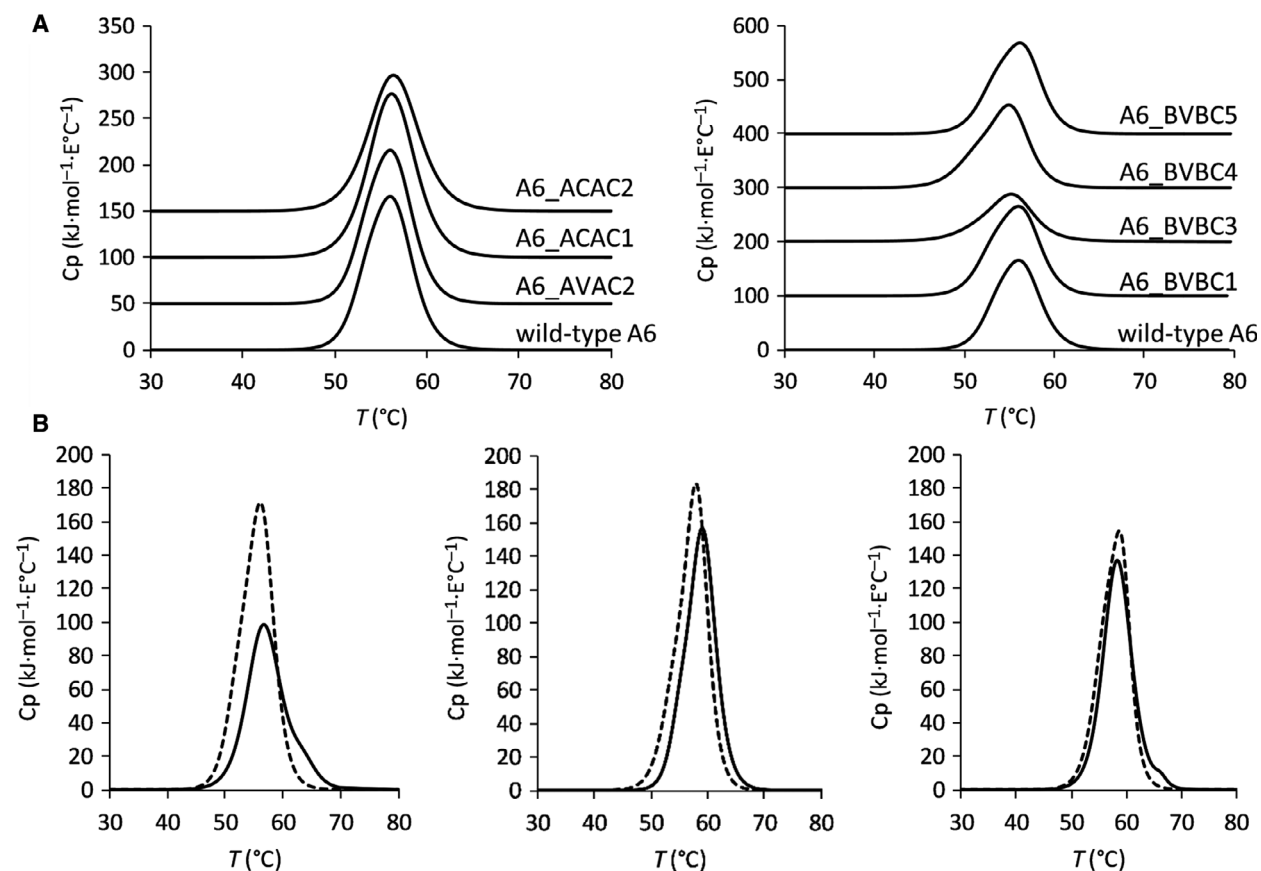 A
350
300
250
200
150
100
50
0
Cp (kJ·mol⁻¹·E°C⁻¹)
A6_ACAC2
A6_ACAC1
A6_AVAC2
wild-type A6
30 40 50 60 70 80
T (°C)
600
500
400
300
200
100
0
Cp (kJ·mol⁻¹·E°C⁻¹)
A6_BVBC5
A6_BVBC4
A6_BVBC3
A6_BVBC1
wild-type A6
30 40 50 60 70 80
T (°C)
B
200
180
160
140
120
100
80
60
40
20
0
Cp (kJ·mol⁻¹·E°C⁻¹)
30 40 50 60 70 80
T (°C)
200
180
160
140
120
100
80
60
40
20
0
Cp (kJ·mol⁻¹·E°C⁻¹)
30 40 50 60 70 80
T (°C)
200
180
160
140
120
100
80
60
40
20
0
Cp (kJ·mol⁻¹·E°C⁻¹)
30 40 50 60 70 80
T (°C)